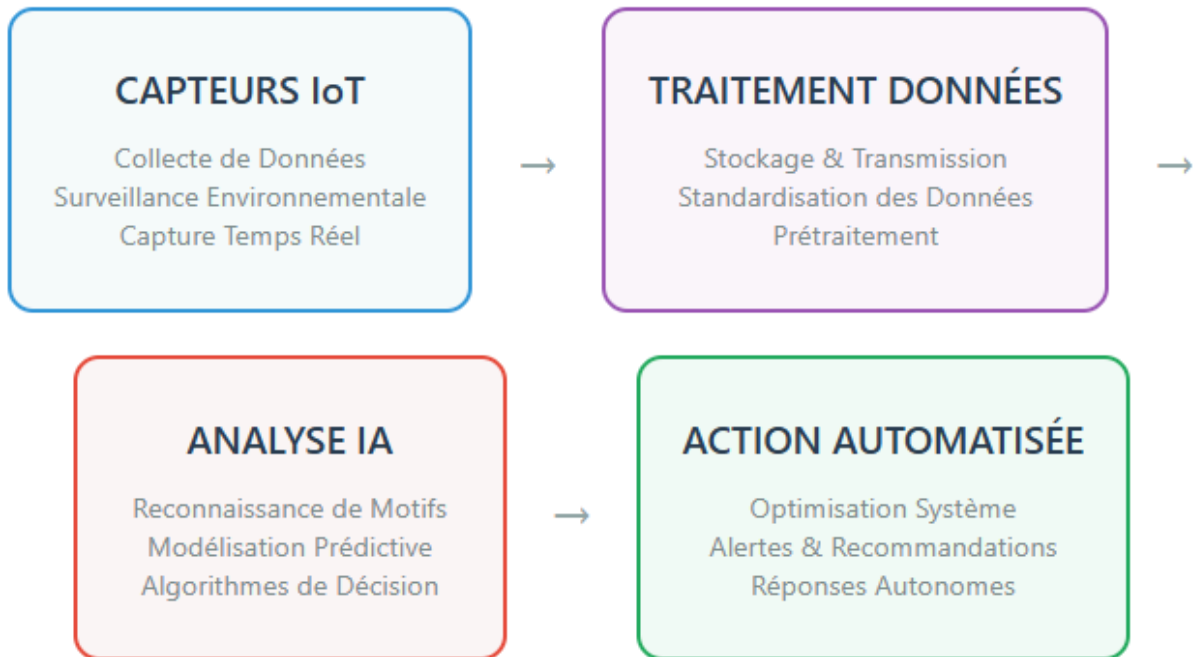 CAPTEURS IoT
Collecte de Données
Surveillance Environnementale
Capture Temps Réel
→
TRAITEMENT DONNÉES
Stockage & Transmission
Standardisation des Données
Prétraitement
→
ANALYSE IA
Reconnaissance de Motifs
Modélisation Prédictive
Algorithmes de Décision
→
ACTION AUTOMATISÉE
Optimisation Système
Alertes & Recommandations
Réponses Autonomes